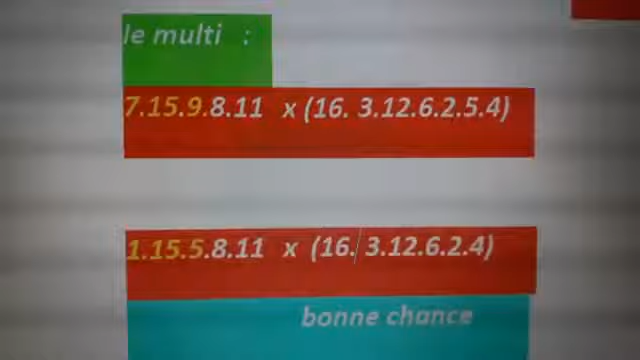 le multi :
7.15.9.8.11 x (16. 3.12.6.2.5.4)
1.15.5.8.11 x (16. 3.12.6.2.4)
bonne chance